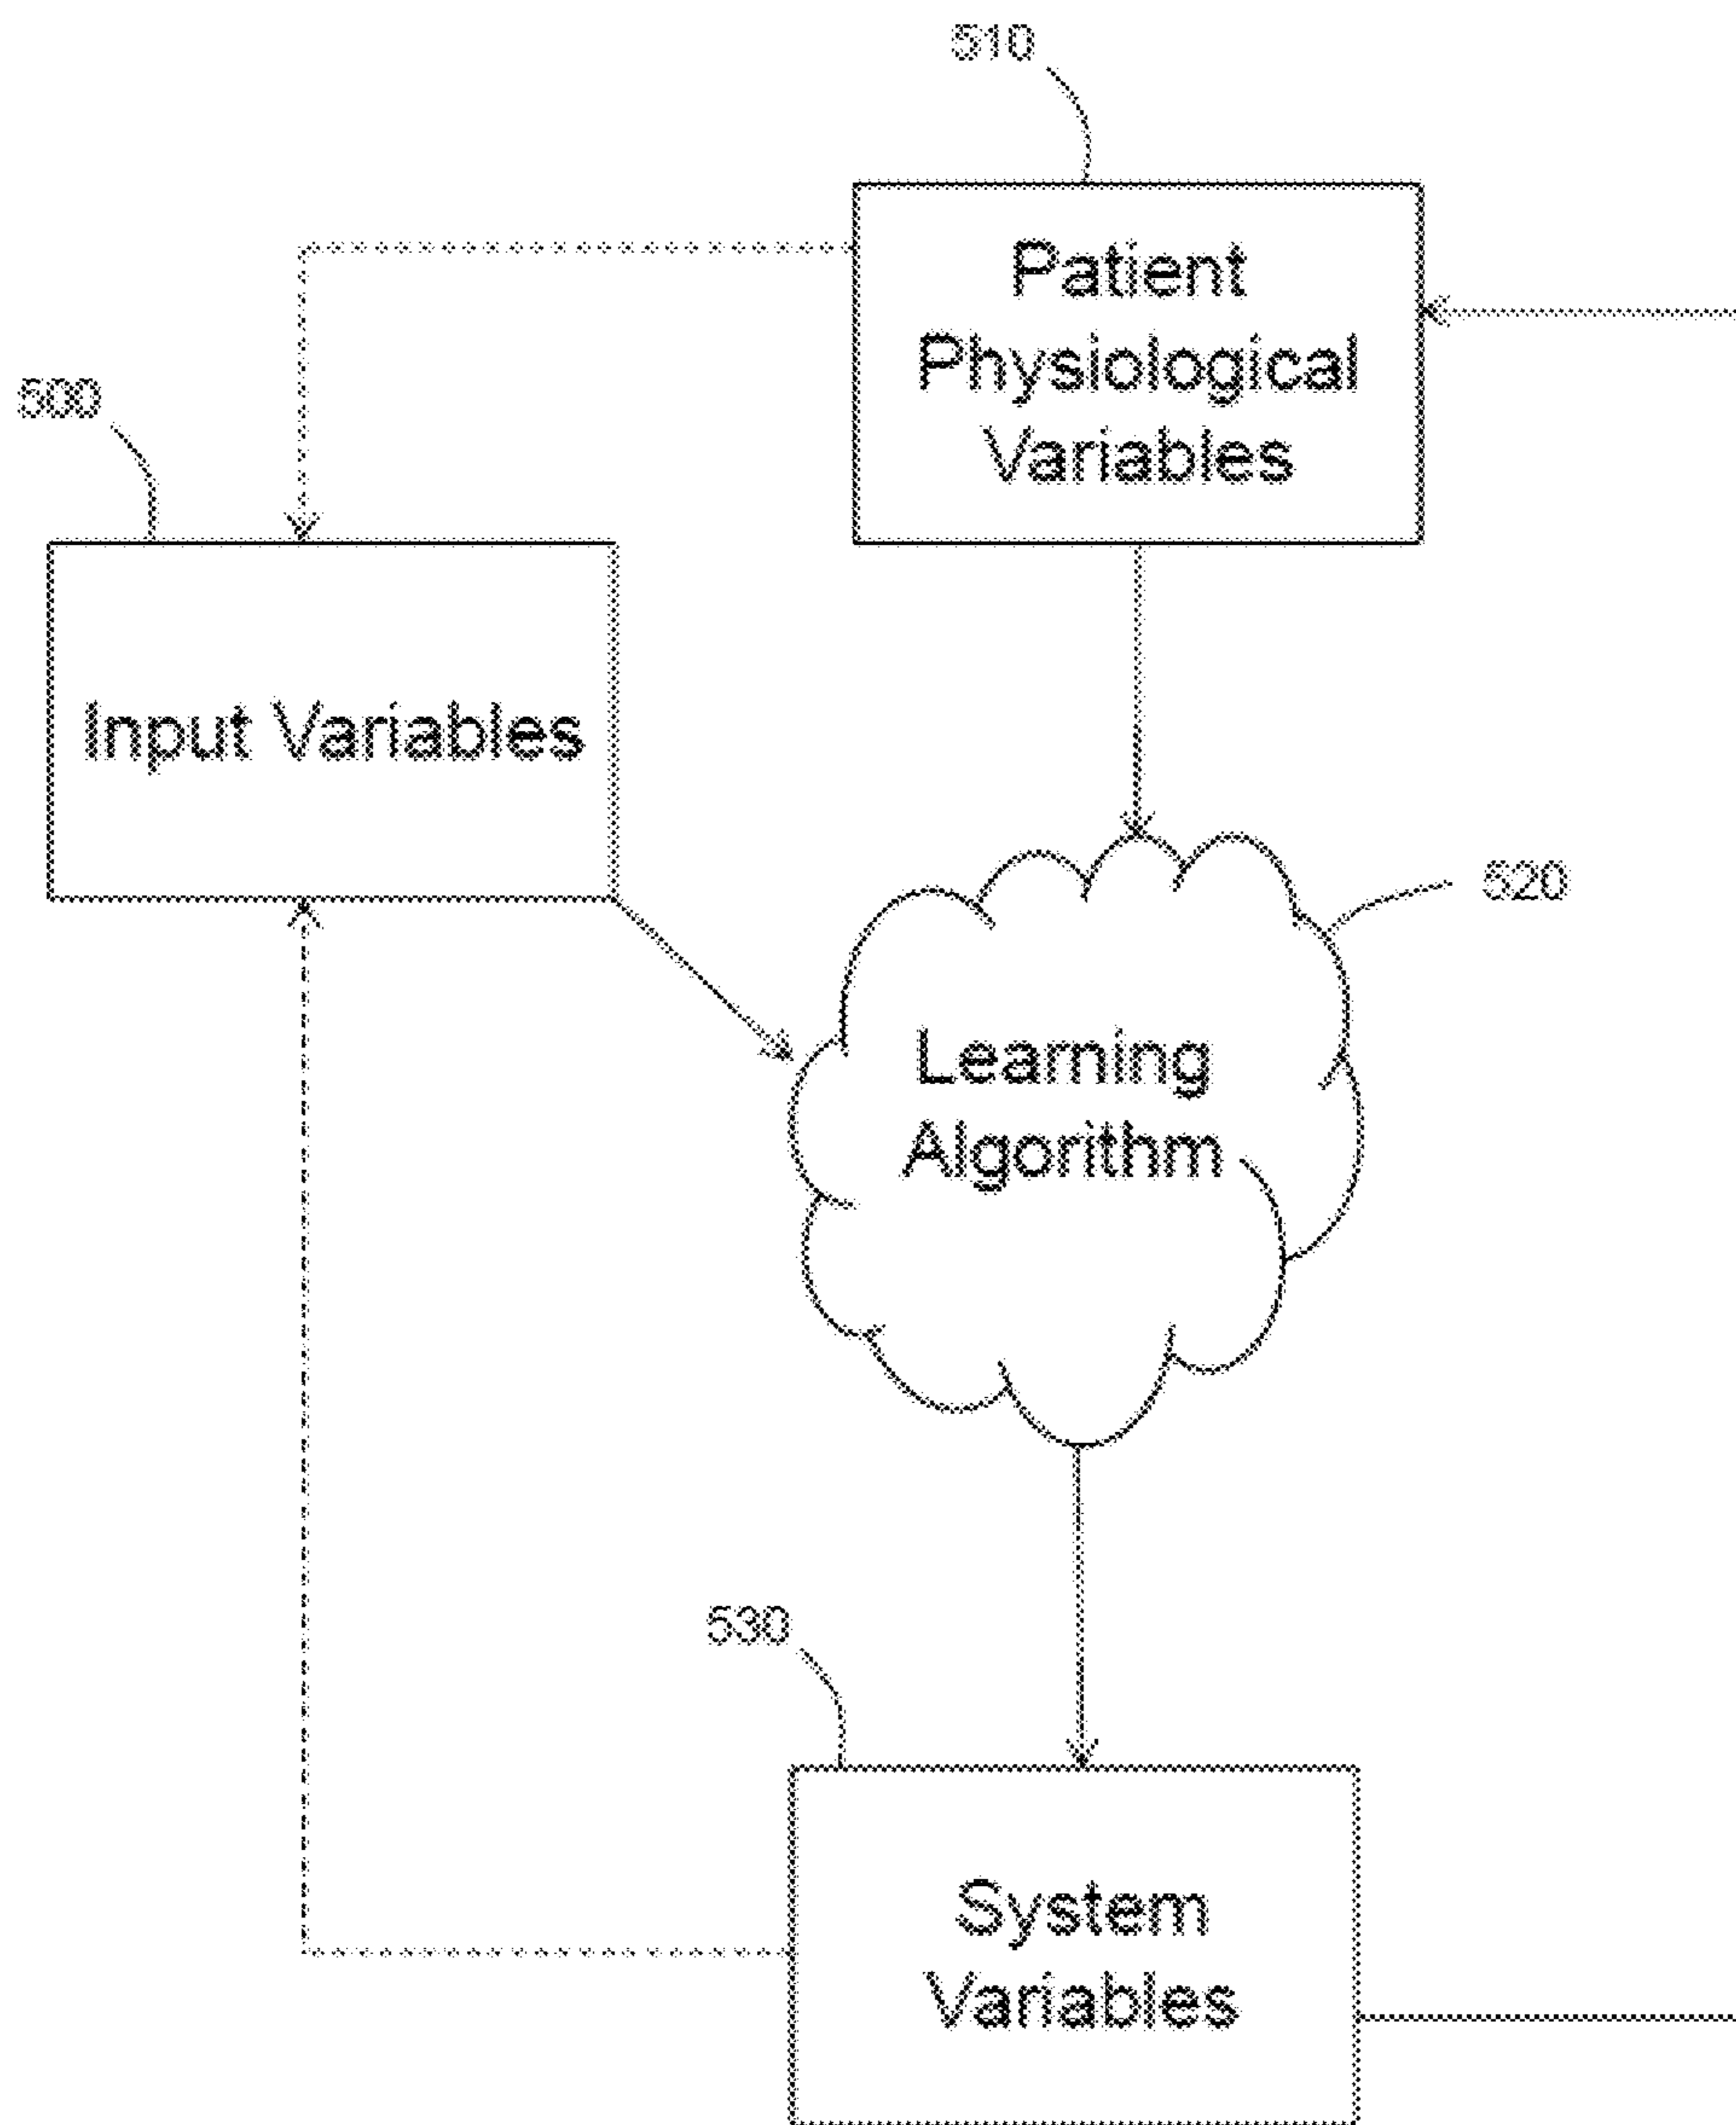 510
Patient
Physiological
Variables
500
Input Variables
520
Learning
Algorithm
530
System
Variables